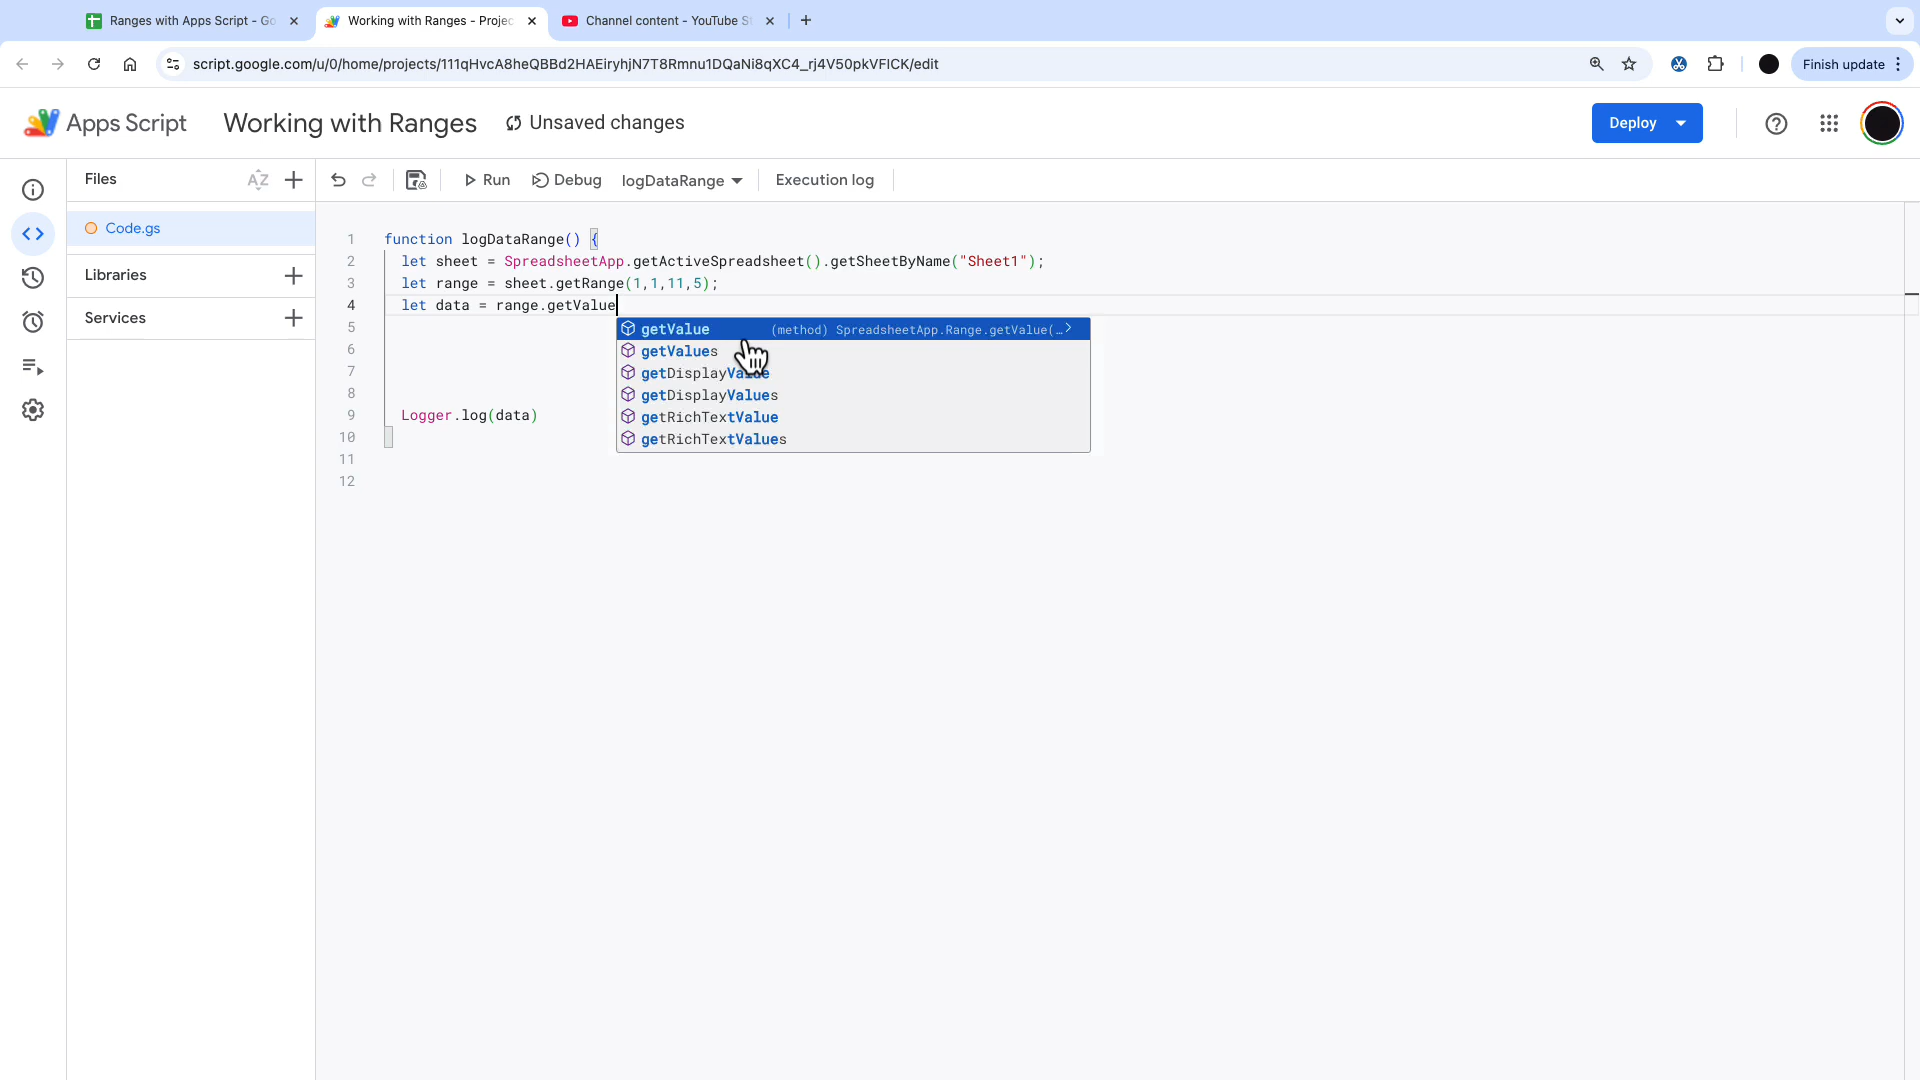 Ranges with Apps Script - Go
Working with Ranges - Projec
Channel content - YouTube S
script.google.com/u/0/home/projects/111qHvcA8heQBBd2HAEiryhjN7T8Rmnu1DQaNi8qXC4_rj4V50pkVFlCK/edit
Finish update
Apps Script
Working with Ranges
Unsaved changes
Deploy
Files
AZ
Run
Debug
logDataRange
Execution log
Code.gs
Libraries
Services
1 function logDataRange() {
2 let sheet = SpreadsheetApp.getActiveSpreadsheet().getSheetByName("Sheet1");
3 let range = sheet.getRange(1,1,11,5);
4 let data = range.getValue
5
6
7
8
9 Logger.log(data)
10 }
11
12
getValue (method) SpreadsheetApp.Range.getValue(…
getValues
getDisplayValue
getDisplayValues
getRichTextValue
getRichTextValues